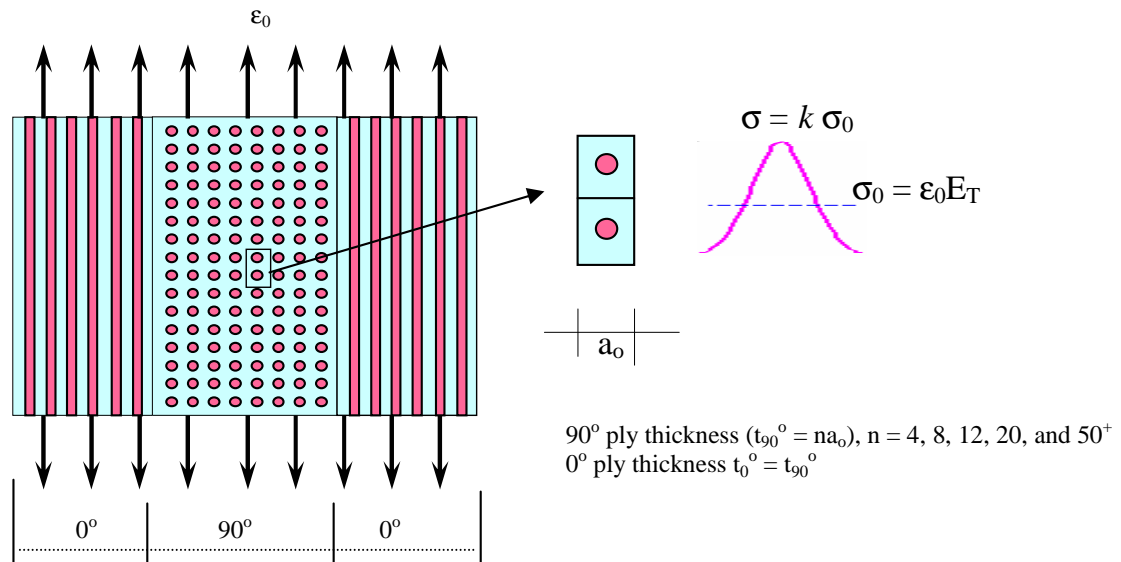 ε₀
σ = k σ₀
σ₀ = ε₀E_T
aₒ
90º ply thickness (t₉₀º = naₒ), n = 4, 8, 12, 20, and 50⁺
0º ply thickness t₀º = t₉₀º
0º 90º 0º